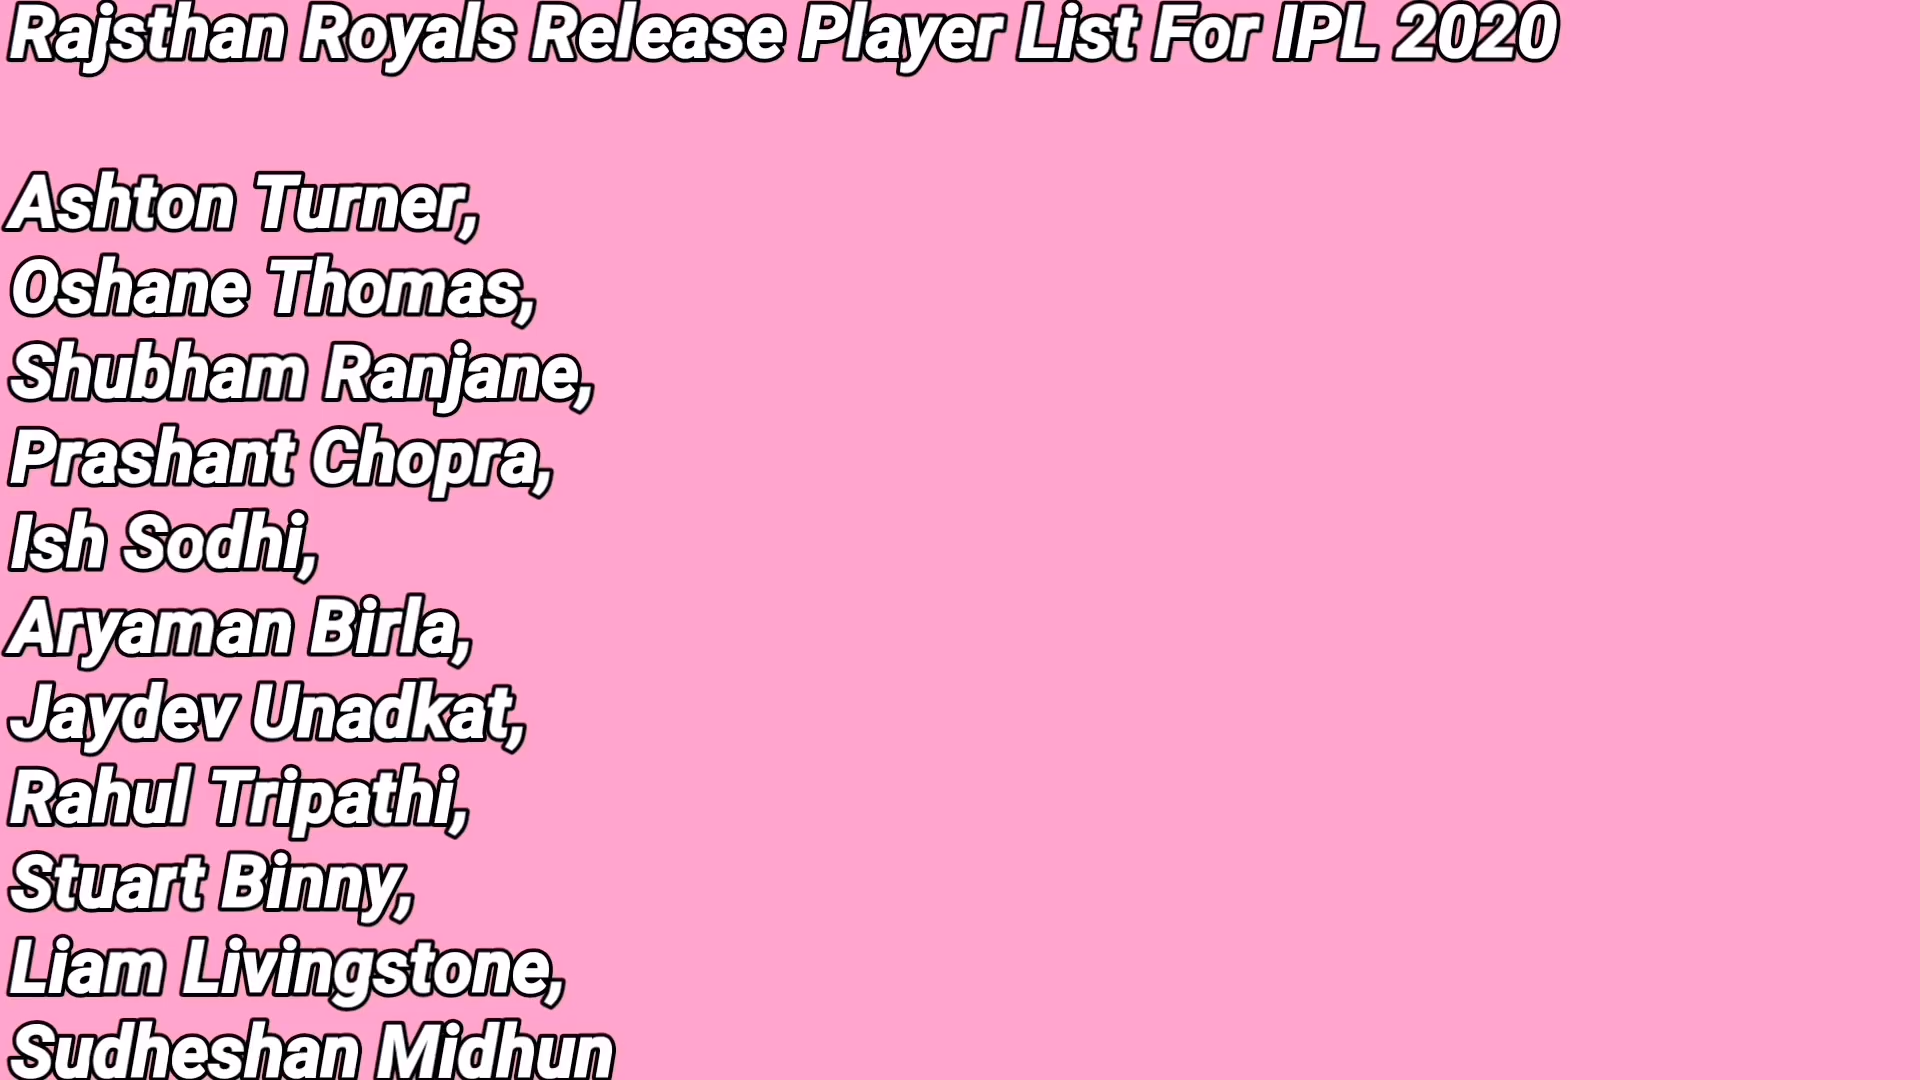 Rajsthan Royals Release Player List For IPL 2020
Ashton Turner,
Oshane Thomas,
Shubham Ranjane,
Prashant Chopra,
Ish Sodhi,
Aryaman Birla,
Jaydev Unadkat,
Rahul Tripathi,
Stuart Binny,
Liam Livingstone,
Sudheshan Midhun